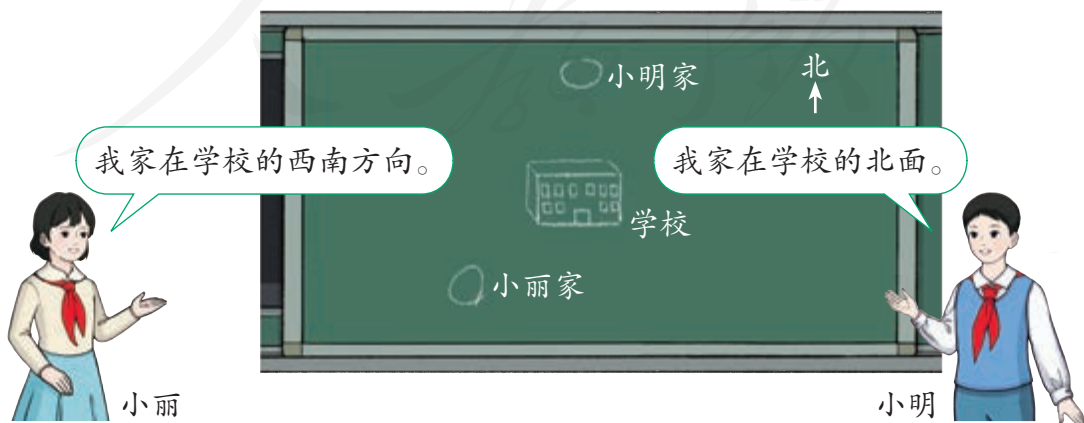 小明家
北
我家在学校的西南方向。
我家在学校的北面。
学校
小丽家
小丽
小明